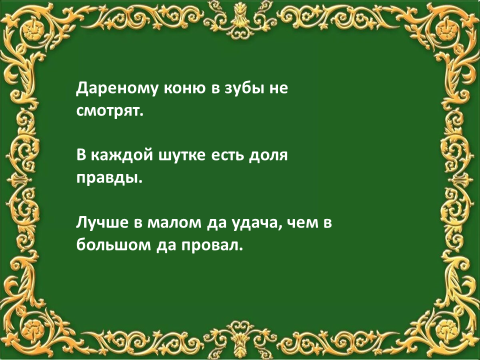 Дареному коню в зубы не
смотрят.
В каждой шутке есть доля
правды.
Лучше в малом да удача, чем в
большом да провал.